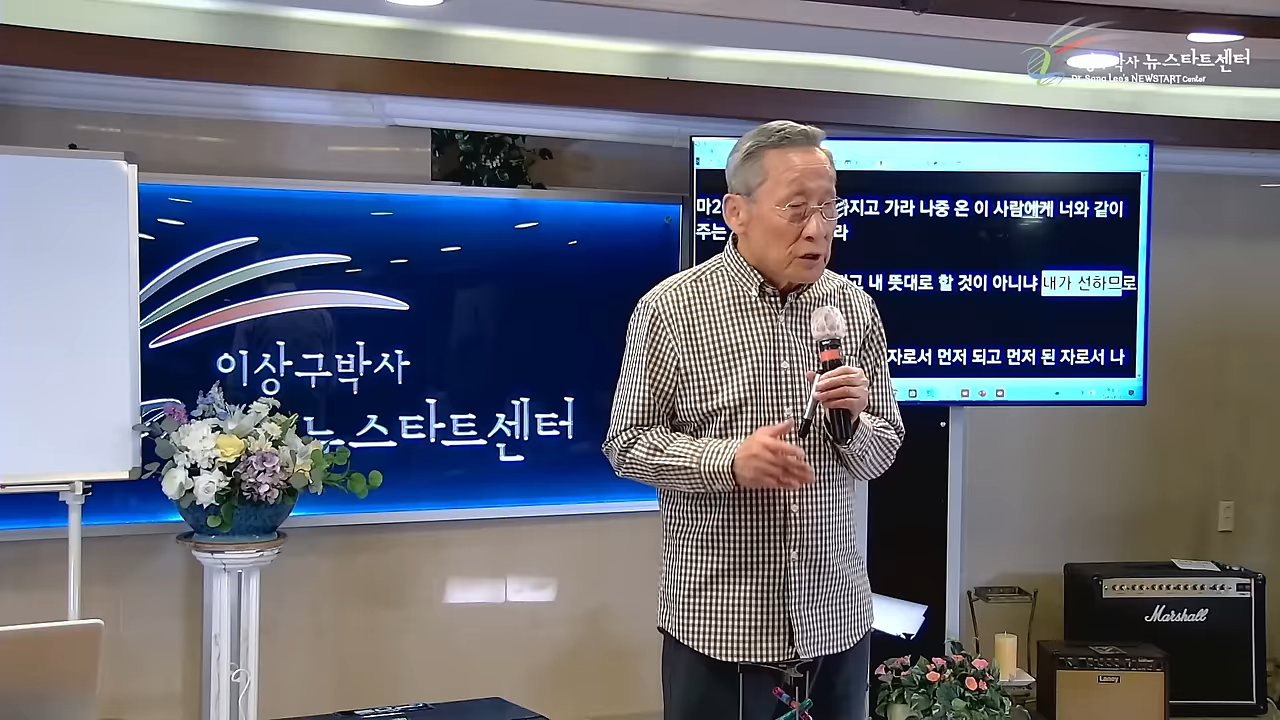 박사 뉴스타트센터
Dr. Sang Lee's NEWSTART Center
마2 지고 가라 나중 온 이 사람에게 너와 같이
주는 라
내 뜻대로 할 것이 아니냐 내가 선하므로
자로서 먼저 되고 먼저 된 자로서 나
이상구박사
뉴스타트센터
Marshall
Laney